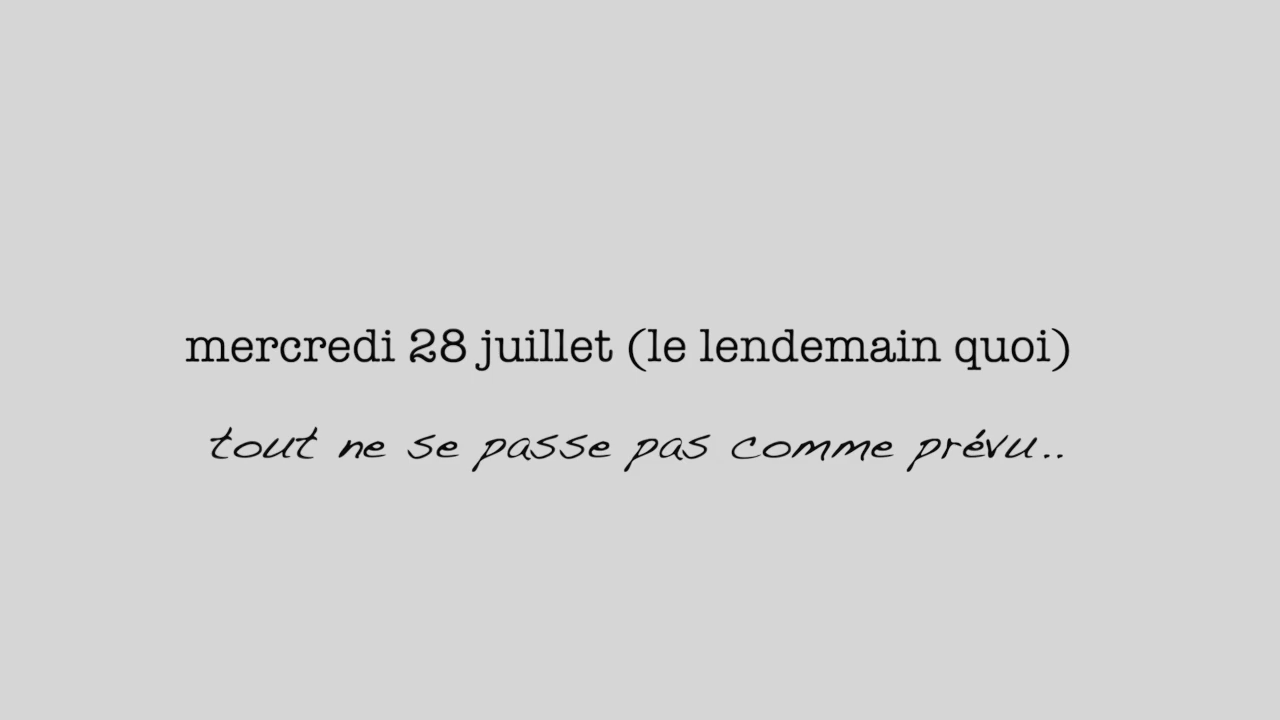 mercredi 28 juillet (le lendemain quoi)
tout ne se passe pas comme prévu..